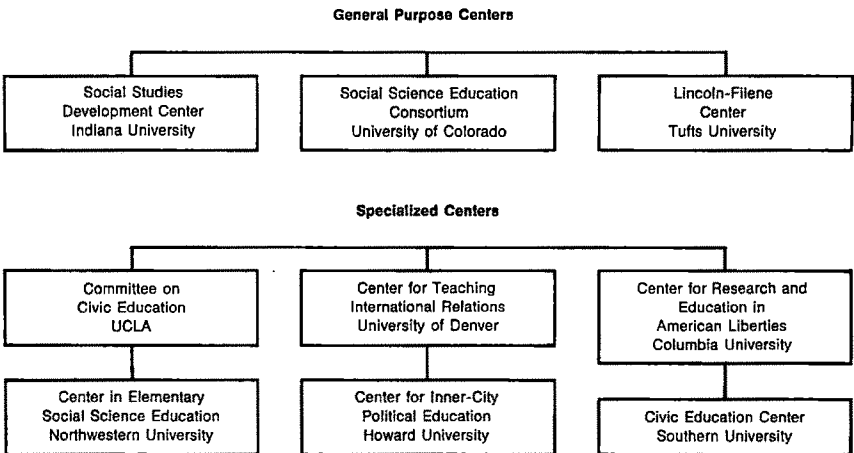 General Purpose Centers
Social Studies
Development Center
Indiana University
Social Science Education
Consortium
University of Colorado
Lincoln-Filene
Center
Tufts University
Specialized Centers
Committee on
Civic Education
UCLA
Center for Teaching
International Relations
University of Denver
Center for Research and
Education in
American Liberties
Columbia University
Center in Elementary
Social Science Education
Northwestern University
Center for Inner-City
Political Education
Howard University
Civic Education Center
Southern University